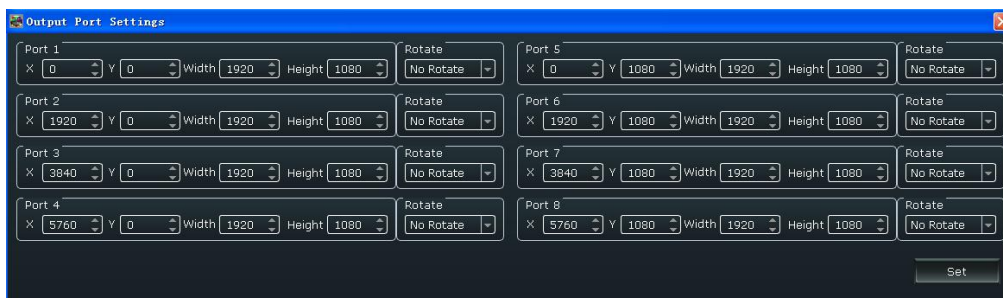 Output Port Settings
Port 1 Rotate
X 0 Y 0 Width 1920 Height 1080 No Rotate
Port 5 Rotate
X 0 Y 1080 Width 1920 Height 1080 No Rotate
Port 2 Rotate
X 1920 Y 0 Width 1920 Height 1080 No Rotate
Port 6 Rotate
X 1920 Y 1080 Width 1920 Height 1080 No Rotate
Port 3 Rotate
X 3840 Y 0 Width 1920 Height 1080 No Rotate
Port 7 Rotate
X 3840 Y 1080 Width 1920 Height 1080 No Rotate
Port 4 Rotate
X 5760 Y 0 Width 1920 Height 1080 No Rotate
Port 8 Rotate
X 5760 Y 1080 Width 1920 Height 1080 No Rotate
Set